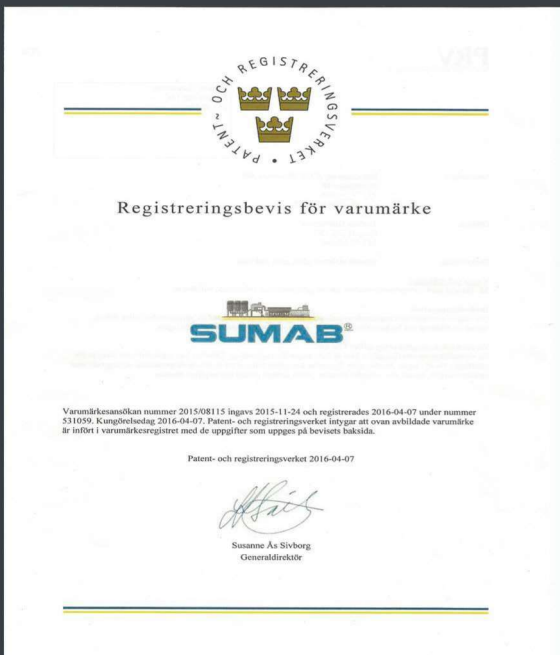 PATENT- OCH REGISTRERINGSVERKET
Registreringsbevis för varumärke
SUMAB®
Varumärkesansökan nummer 2015/08115 ingavs 2015-11-24 och registrerades 2016-04-07 under nummer
531059. Kungörelsedag 2016-04-07. Patent- och registreringsverket intygar att ovan avbildade varumärke
är infört i varumärkesregistret med de uppgifter som uppges på bevisets baksida.
Patent- och registreringsverket 2016-04-07
Susanne Ås Sivborg
Generaldirektör